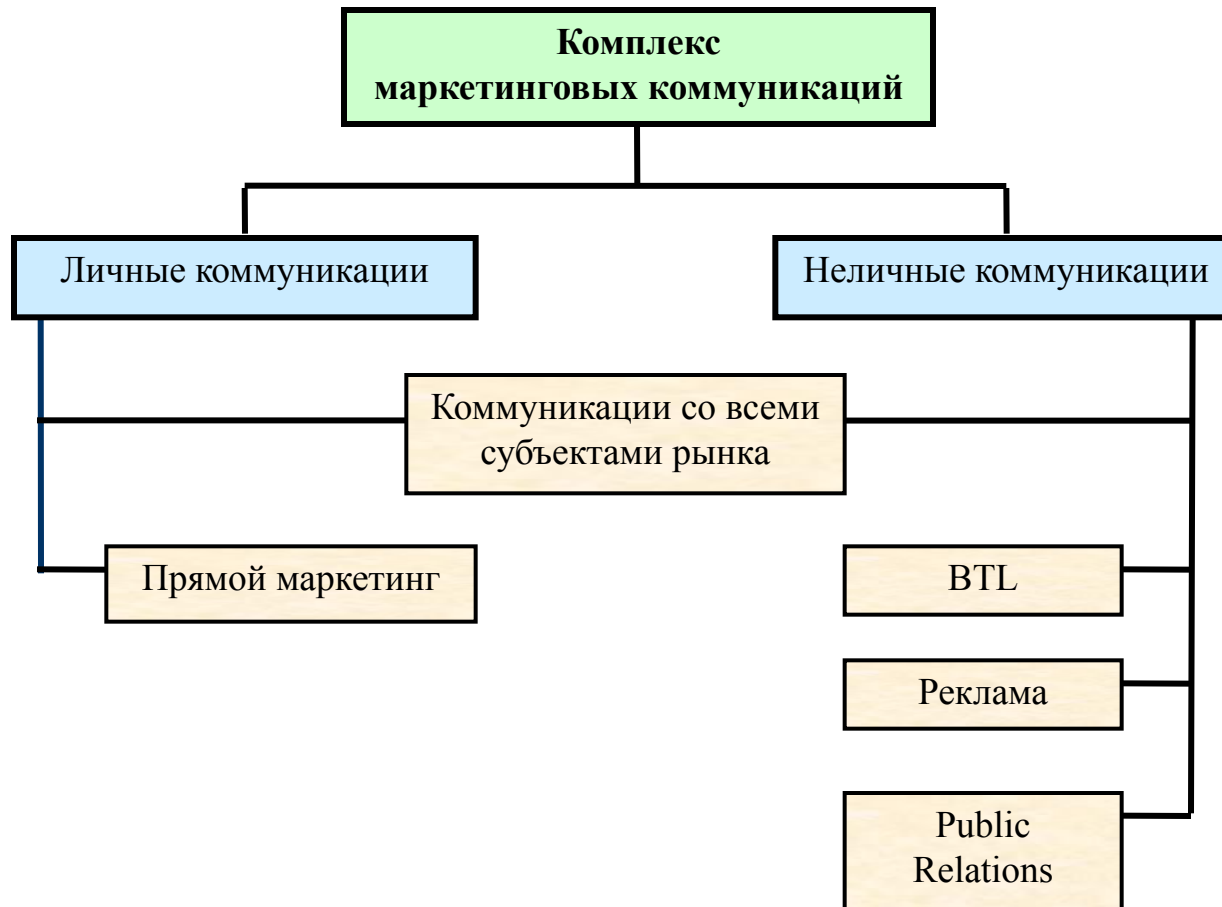 Комплекс
маркетинговых коммуникаций
Личные коммуникации
Неличные коммуникации
Коммуникации со всеми
субъектами рынка
Прямой маркетинг
BTL
Реклама
Public
Relations